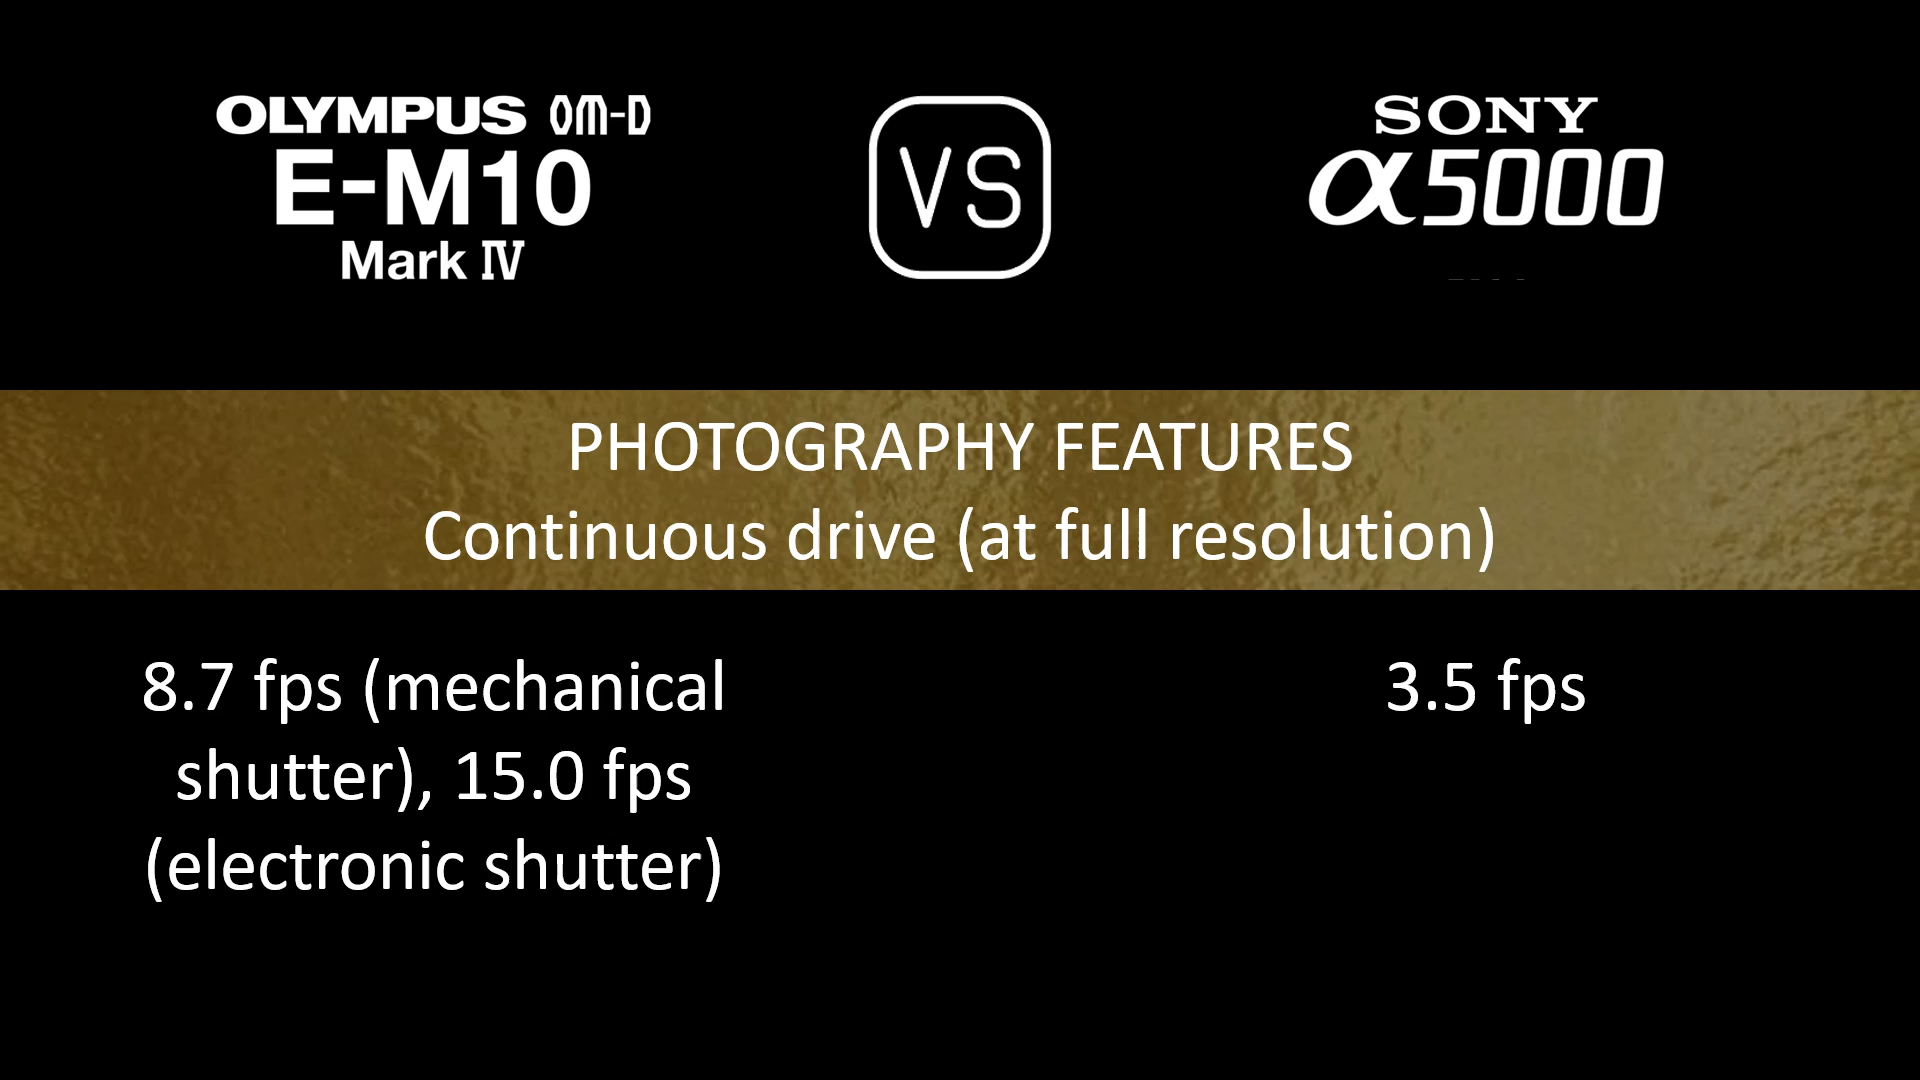 OLYMPUS OM-D
E-M10
Mark IV
VS
SONY
α5000
PHOTOGRAPHY FEATURES
Continuous drive (at full resolution)
8.7 fps (mechanical
shutter), 15.0 fps
(electronic shutter)
3.5 fps